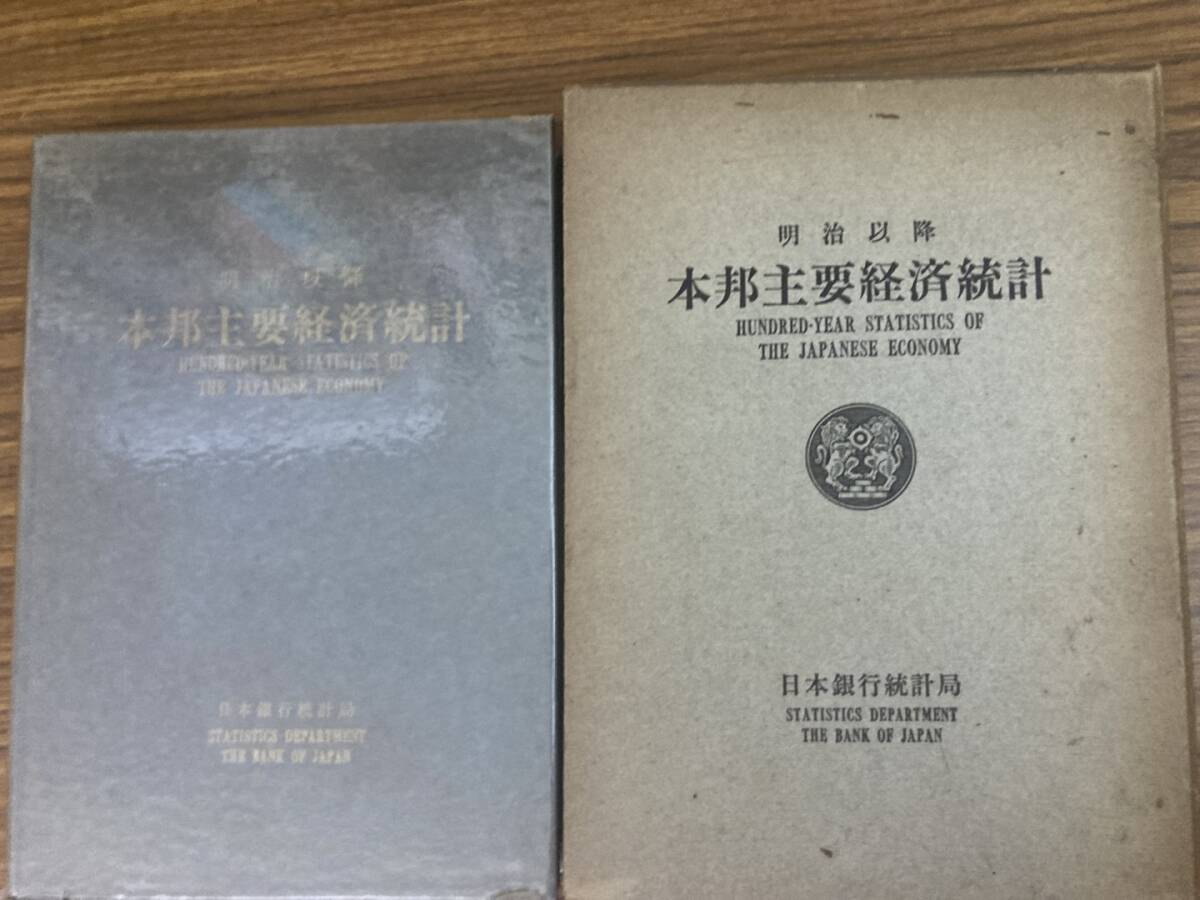 明治以降
本邦主要経済統計
HUNDRED-YEAR STATISTICS OF
THE JAPANESE ECONOMY
日本銀行統計局
STATISTICS DEPARTMENT
THE BANK OF JAPAN
明治以降
本邦主要経済統計
HUNDRED-YEAR STATISTICS OF
THE JAPANESE ECONOMY
日本銀行統計局
STATISTICS DEPARTMENT
THE BANK OF JAPAN